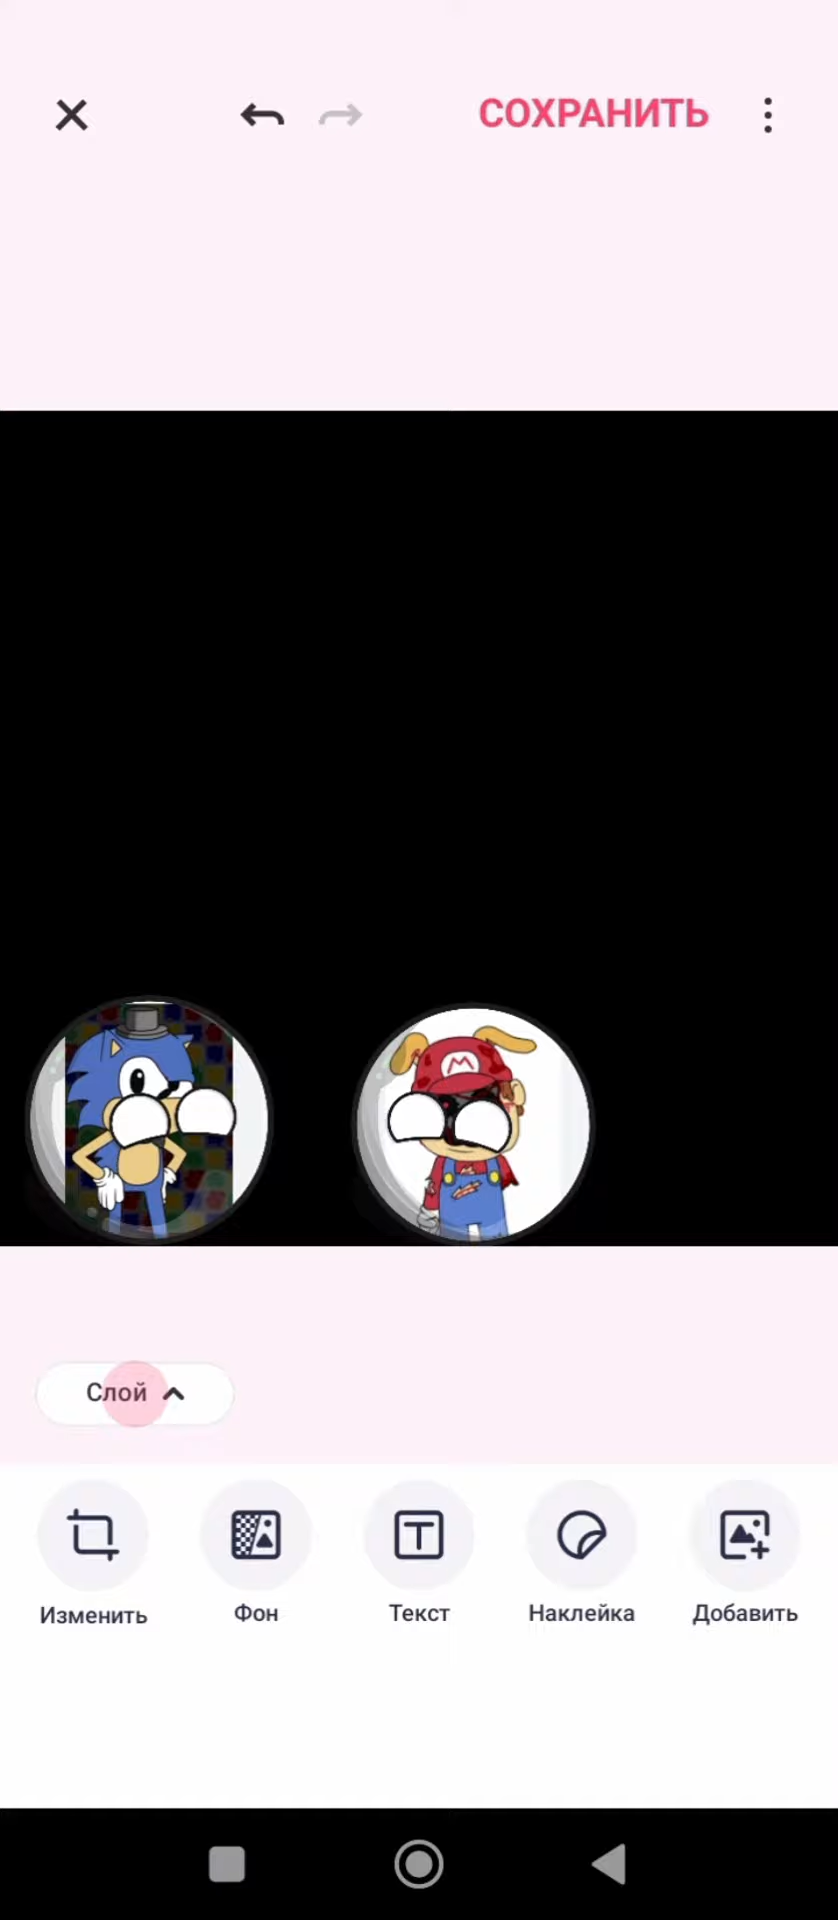 СОХРАНИТЬ
M
Слой
Изменить
Фон
Текст
Наклейка
Добавить